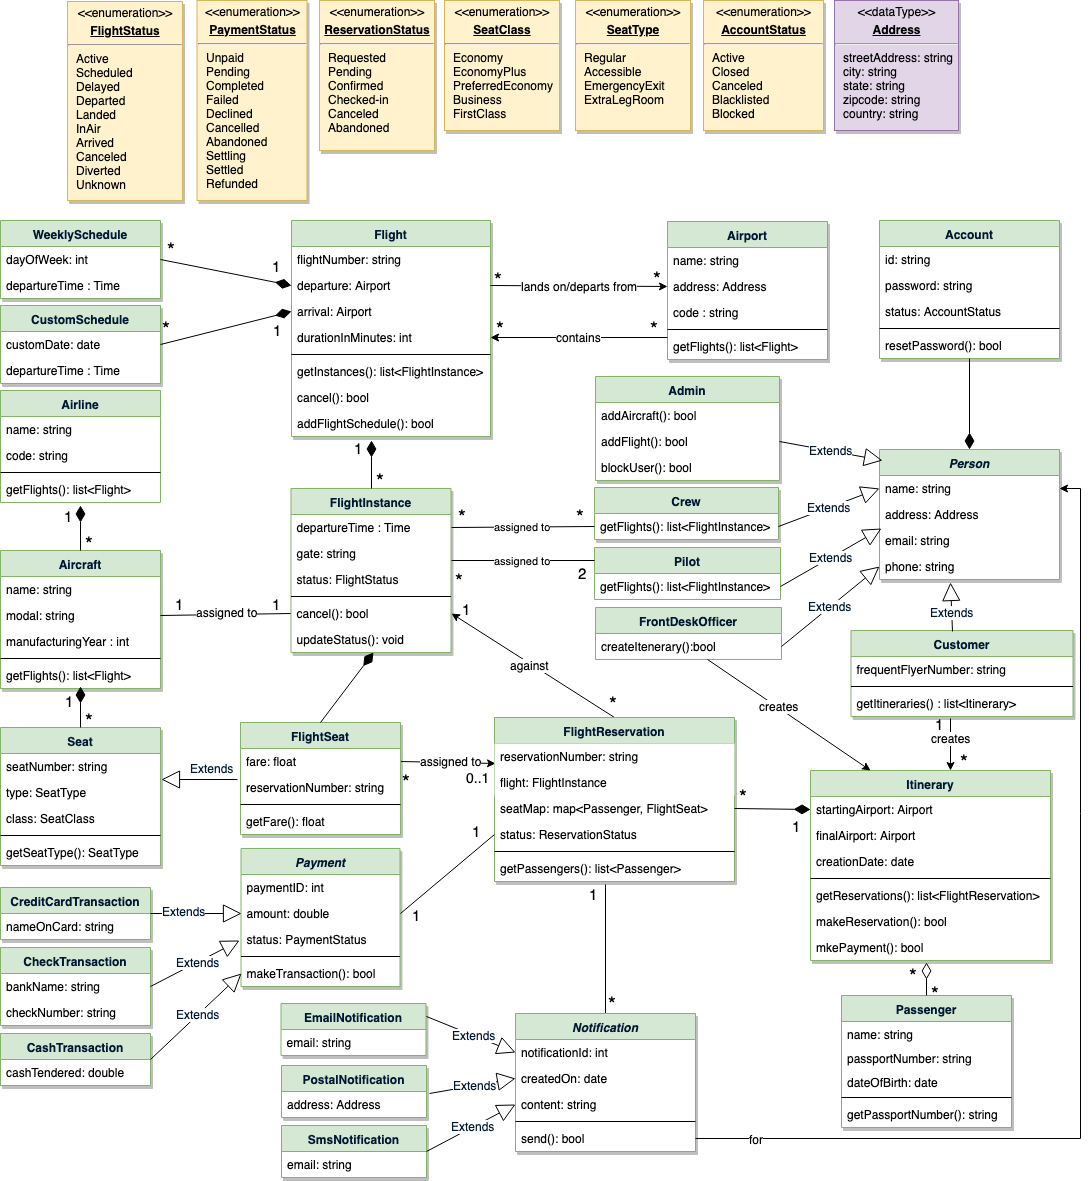 <<enumeration>>
FlightStatus
Active
Scheduled
Delayed
Departed
Landed
InAir
Arrived
Canceled
Diverted
Unknown
<<enumeration>>
PaymentStatus
Unpaid
Pending
Completed
Failed
Declined
Cancelled
Abandoned
Settling
Settled
Refunded
<<enumeration>>
ReservationStatus
Requested
Pending
Confirmed
Checked-in
Canceled
Abandoned
<<enumeration>>
SeatClass
Economy
EconomyPlus
PreferredEconomy
Business
FirstClass
<<enumeration>>
SeatType
Regular
Accessible
EmergencyExit
ExtraLegRoom
<<enumeration>>
AccountStatus
Active
Closed
Canceled
Blacklisted
Blocked
<<dataType>>
Address
streetAddress: string
city: string
state: string
zipcode: string
country: string
WeeklySchedule
dayOfWeek: int
departureTime : Time
*
1
CustomSchedule
customDate: date
departureTime : Time
*
1
Flight
flightNumber: string
departure: Airport
arrival: Airport
durationInMinutes: int
getInstances(): list<FlightInstance>
cancel(): bool
addFlightSchedule(): bool
*
lands on/departs from
*
*
contains
*
Airport
name: string
address: Address
code : string
getFlights(): list<Flight>
Account
id: string
password: string
status: AccountStatus
resetPassword(): bool
Airline
name: string
code: string
getFlights(): list<Flight>
1
*
1
*
Admin
addAircraft(): bool
addFlight(): bool
blockUser(): bool
Extends
Person
name: string
address: Address
email: string
phone: string
FlightInstance
departureTime : Time
gate: string
status: FlightStatus
cancel(): bool
updateStatus(): void
*
assigned to
*
Crew
getFlights(): list<FlightInstance>
Extends
assigned to
*
2
Pilot
getFlights(): list<FlightInstance>
Extends
Aircraft
name: string
modal: string
manufacturingYear : int
getFlights(): list<Flight>
1
assigned to
1
1
*
FrontDeskOfficer
createItenerary():bool
Extends
Extends
Customer
frequentFlyerNumber: string
getItineraries() : list<Itinerary>
1
against
*
creates
1
creates
*
Seat
seatNumber: string
type: SeatType
class: SeatClass
getSeatType(): SeatType
Extends
FlightSeat
fare: float
reservationNumber: string
getFare(): float
assigned to
*
0..1
FlightReservation
reservationNumber: string
flight: FlightInstance
seatMap: map<Passenger, FlightSeat>
status: ReservationStatus
getPassengers(): list<Passenger>
*
1
Itinerary
startingAirport: Airport
finalAirport: Airport
creationDate: date
getReservations(): list<FlightReservation>
makeReservation(): bool
mkePayment(): bool
Payment
paymentID: int
amount: double
status: PaymentStatus
makeTransaction(): bool
1
1
CreditCardTransaction
nameOnCard: string
Extends
CheckTransaction
bankName: string
checkNumber: string
Extends
CashTransaction
cashTendered: double
Extends
1
*
*
*
Passenger
name: string
passportNumber: string
dateOfBirth: date
getPassportNumber(): string
EmailNotification
email: string
Extends
PostalNotification
address: Address
Extends
SmsNotification
email: string
Extends
Notification
notificationId: int
createdOn: date
content: string
send(): bool
for